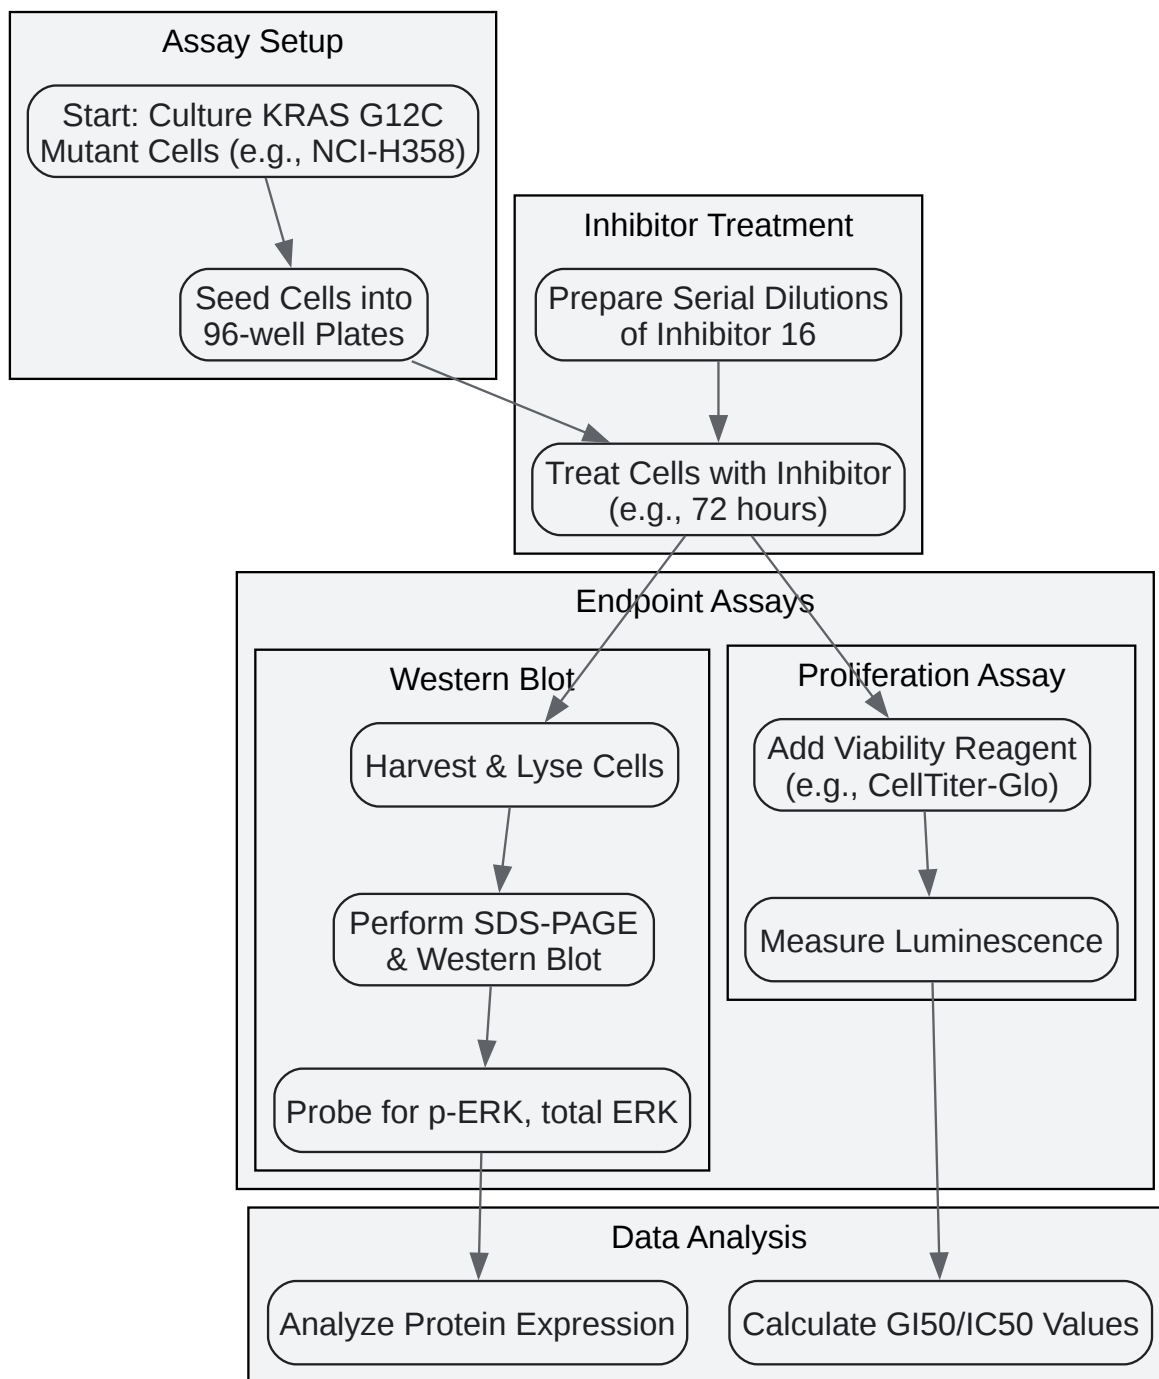 Assay Setup
Start: Culture KRAS G12C
Mutant Cells (e.g., NCI-H358)
Seed Cells into
96-well Plates
Inhibitor Treatment
Prepare Serial Dilutions
of Inhibitor 16
Treat Cells with Inhibitor
(e.g., 72 hours)
Endpoint Assays
Western Blot
Harvest & Lyse Cells
Perform SDS-PAGE
& Western Blot
Probe for p-ERK, total ERK
Proliferation Assay
Add Viability Reagent
(e.g., CellTiter-Glo)
Measure Luminescence
Data Analysis
Analyze Protein Expression
Calculate GI50/IC50 Values